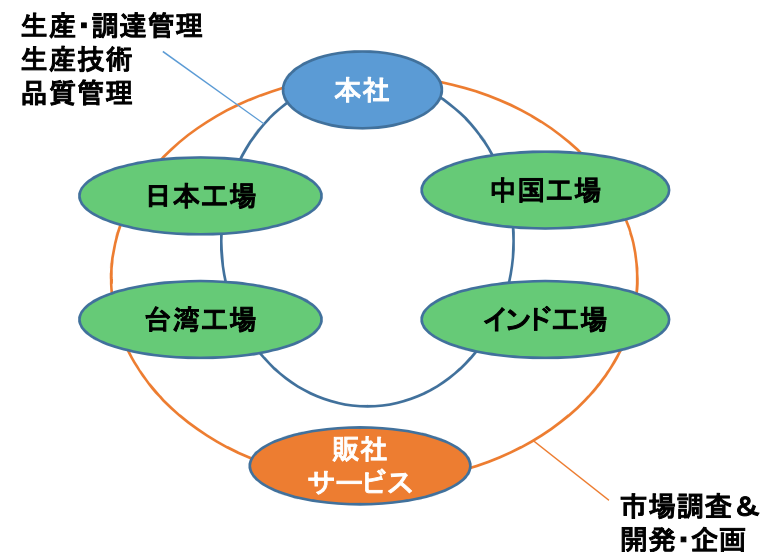 生産・調達管理
生産技術
品質管理
本社
日本工場
中国工場
台湾工場
インド工場
販社
サービス
市場調査＆
開発・企画